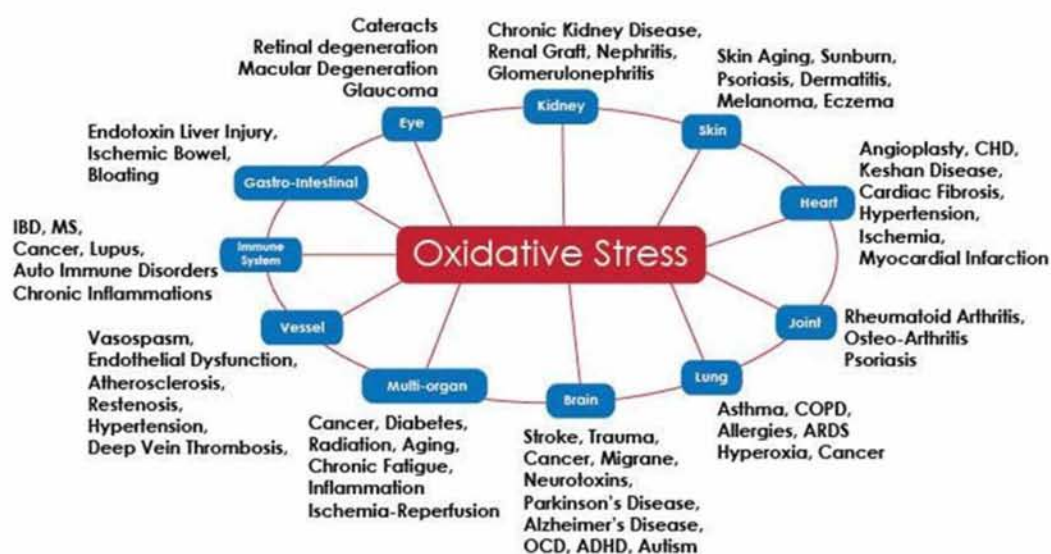 Cateracts
Retinal degeneration
Macular Degeneration
Glaucoma
Eye
Chronic Kidney Disease,
Renal Graft, Nephritis,
Glomerulonephritis
Kidney
Skin Aging, Sunburn,
Psoriasis, Dermatitis,
Melanoma, Eczema
Skin
Endotoxin Liver Injury,
Ischemic Bowel,
Bloating
Gastro-Intestinal
Angioplasty, CHD,
Keshan Disease,
Cardiac Fibrosis,
Hypertension,
Ischemia,
Myocardial Infarction
Heart
IBD, MS,
Cancer, Lupus,
Auto Immune Disorders
Chronic Inflammations
Immune
System
Oxidative Stress
Vessel
Vasospasm,
Endothelial Dysfunction,
Atherosclerosis,
Restenosis,
Hypertension,
Deep Vein Thrombosis,
Joint
Rheumatoid Arthritis,
Osteo-Arthritis
Psoriasis
Multi-organ
Cancer, Diabetes,
Radiation, Aging,
Chronic Fatigue,
Inflammation
Ischemia-Reperfusion
Brain
Stroke, Trauma,
Cancer, Migrane,
Neurotoxins,
Parkinson's Disease,
Alzheimer's Disease,
OCD, ADHD, Autism
Lung
Asthma, COPD,
Allergies, ARDS
Hyperoxia, Cancer